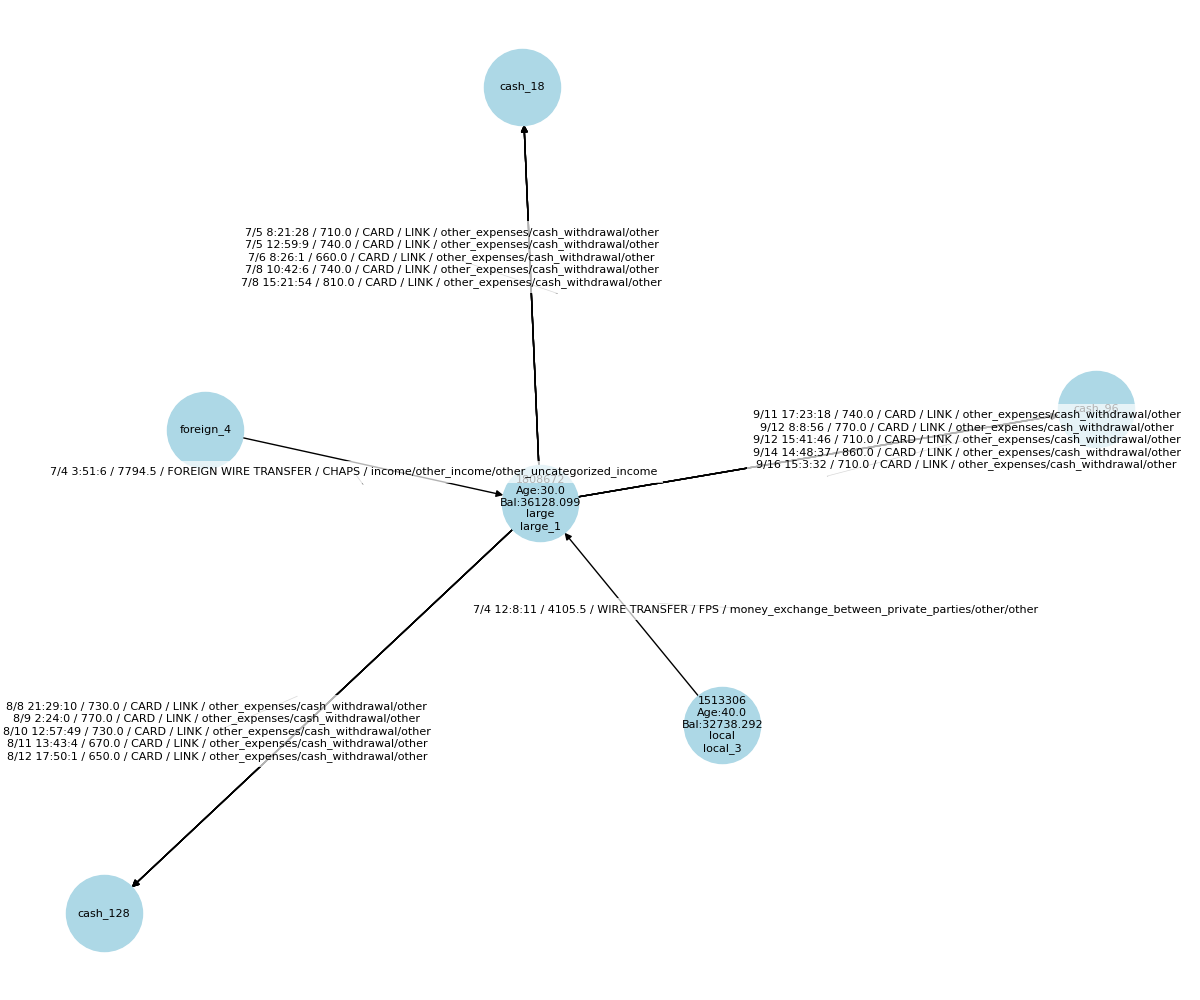 cash_18
7/5 8:21:28 / 710.0 / CARD / LINK / other_expenses/cash_withdrawal/other
7/5 12:59:9 / 740.0 / CARD / LINK / other_expenses/cash_withdrawal/other
7/6 8:26:1 / 660.0 / CARD / LINK / other_expenses/cash_withdrawal/other
7/8 10:42:6 / 740.0 / CARD / LINK / other_expenses/cash_withdrawal/other
7/8 15:21:54 / 810.0 / CARD / LINK / other_expenses/cash_withdrawal/other
cash_96
9/11 17:23:18 / 740.0 / CARD / LINK / other_expenses/cash_withdrawal/other
9/12 8:8:56 / 770.0 / CARD / LINK / other_expenses/cash_withdrawal/other
9/12 15:41:46 / 710.0 / CARD / LINK / other_expenses/cash_withdrawal/other
9/14 14:48:37 / 860.0 / CARD / LINK / other_expenses/cash_withdrawal/other
9/16 15:3:32 / 710.0 / CARD / LINK / other_expenses/cash_withdrawal/other
foreign_4
7/4 3:51:6 / 7794.5 / FOREIGN WIRE TRANSFER / CHAPS / income/other_income/other_uncategorized_income
Age:30.0
Bal:36128.099
large
large_1
7/4 12:8:11 / 4105.5 / WIRE TRANSFER / FPS / money_exchange_between_private_parties/other/other
1513306
Age:40.0
Bal:32738.292
local
local_3
8/8 21:29:10 / 730.0 / CARD / LINK / other_expenses/cash_withdrawal/other
8/9 2:24:0 / 770.0 / CARD / LINK / other_expenses/cash_withdrawal/other
8/10 12:57:49 / 730.0 / CARD / LINK / other_expenses/cash_withdrawal/other
8/11 13:43:4 / 670.0 / CARD / LINK / other_expenses/cash_withdrawal/other
8/12 17:50:1 / 650.0 / CARD / LINK / other_expenses/cash_withdrawal/other
cash_128